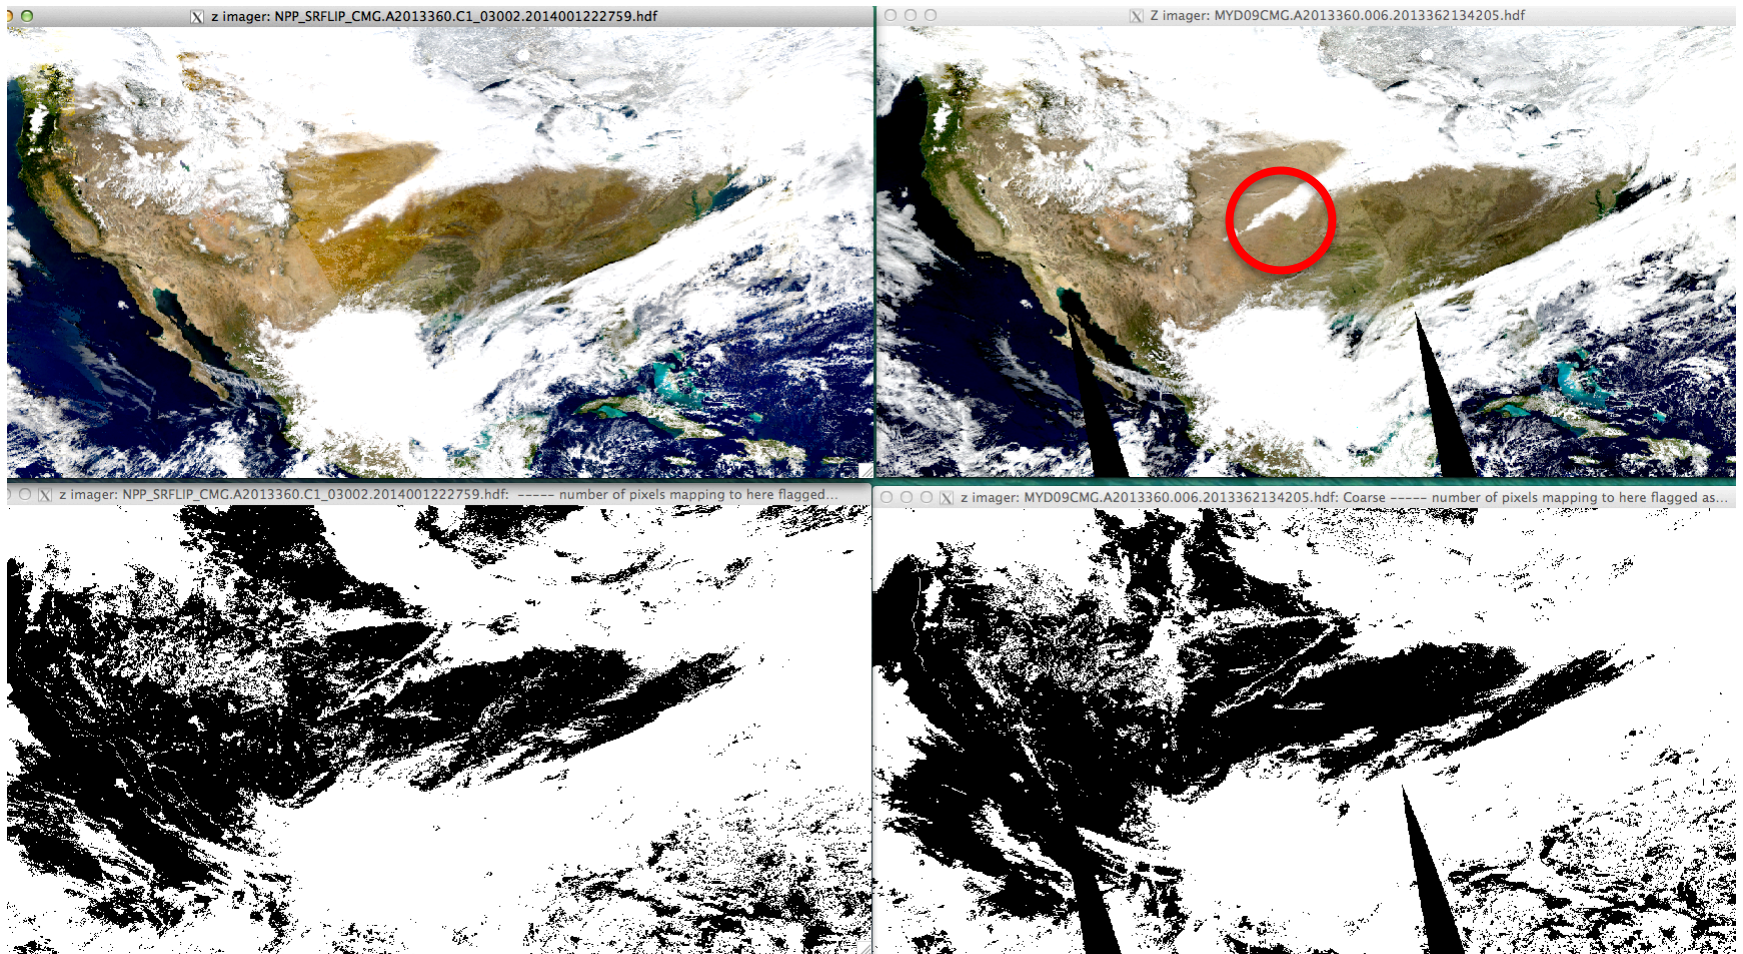 z imager: NPP_SRFLIP_CMG.A2013360.C1_03002.2014001222759.hdf
Z imager: MYD09CMG.A2013360.006.2013362134205.hdf
z imager: NPP_SRFLIP_CMG.A2013360.C1_03002.2014001222759.hdf: ----- number of pixels mapping to here flagged...
z imager: MYD09CMG.A2013360.006.2013362134205.hdf: Coarse ----- number of pixels mapping to here flagged as...